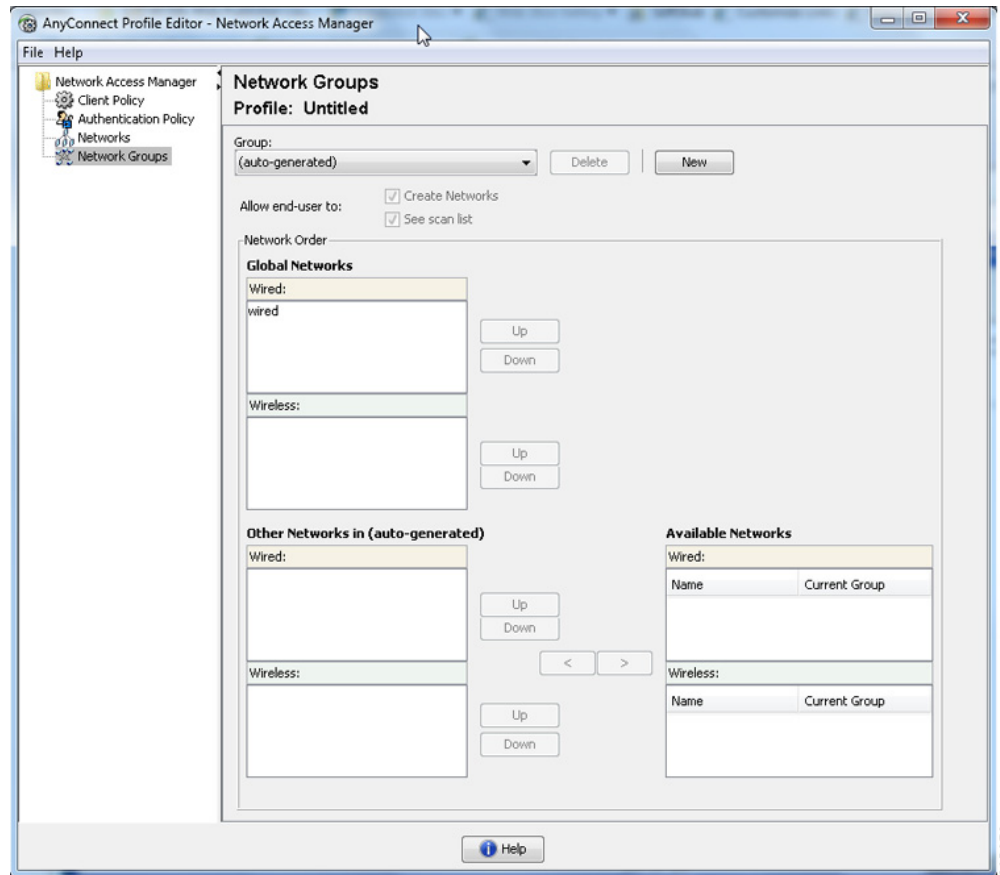 AnyConnect Profile Editor - Network Access Manager
File Help
Network Access Manager
Client Policy
Authentication Policy
Networks
Network Groups
Network Groups
Profile: Untitled
Group:
(auto-generated)
Delete
New
Allow end-user to:
Create Networks
See scan list
Network Order
Global Networks
Wired:
wired
Up
Down
Wireless:
Up
Down
Other Networks in (auto-generated)
Wired:
Up
Down
Wireless:
Up
Down
< >
Available Networks
Wired:
Name Current Group
Wireless:
Name Current Group
Help